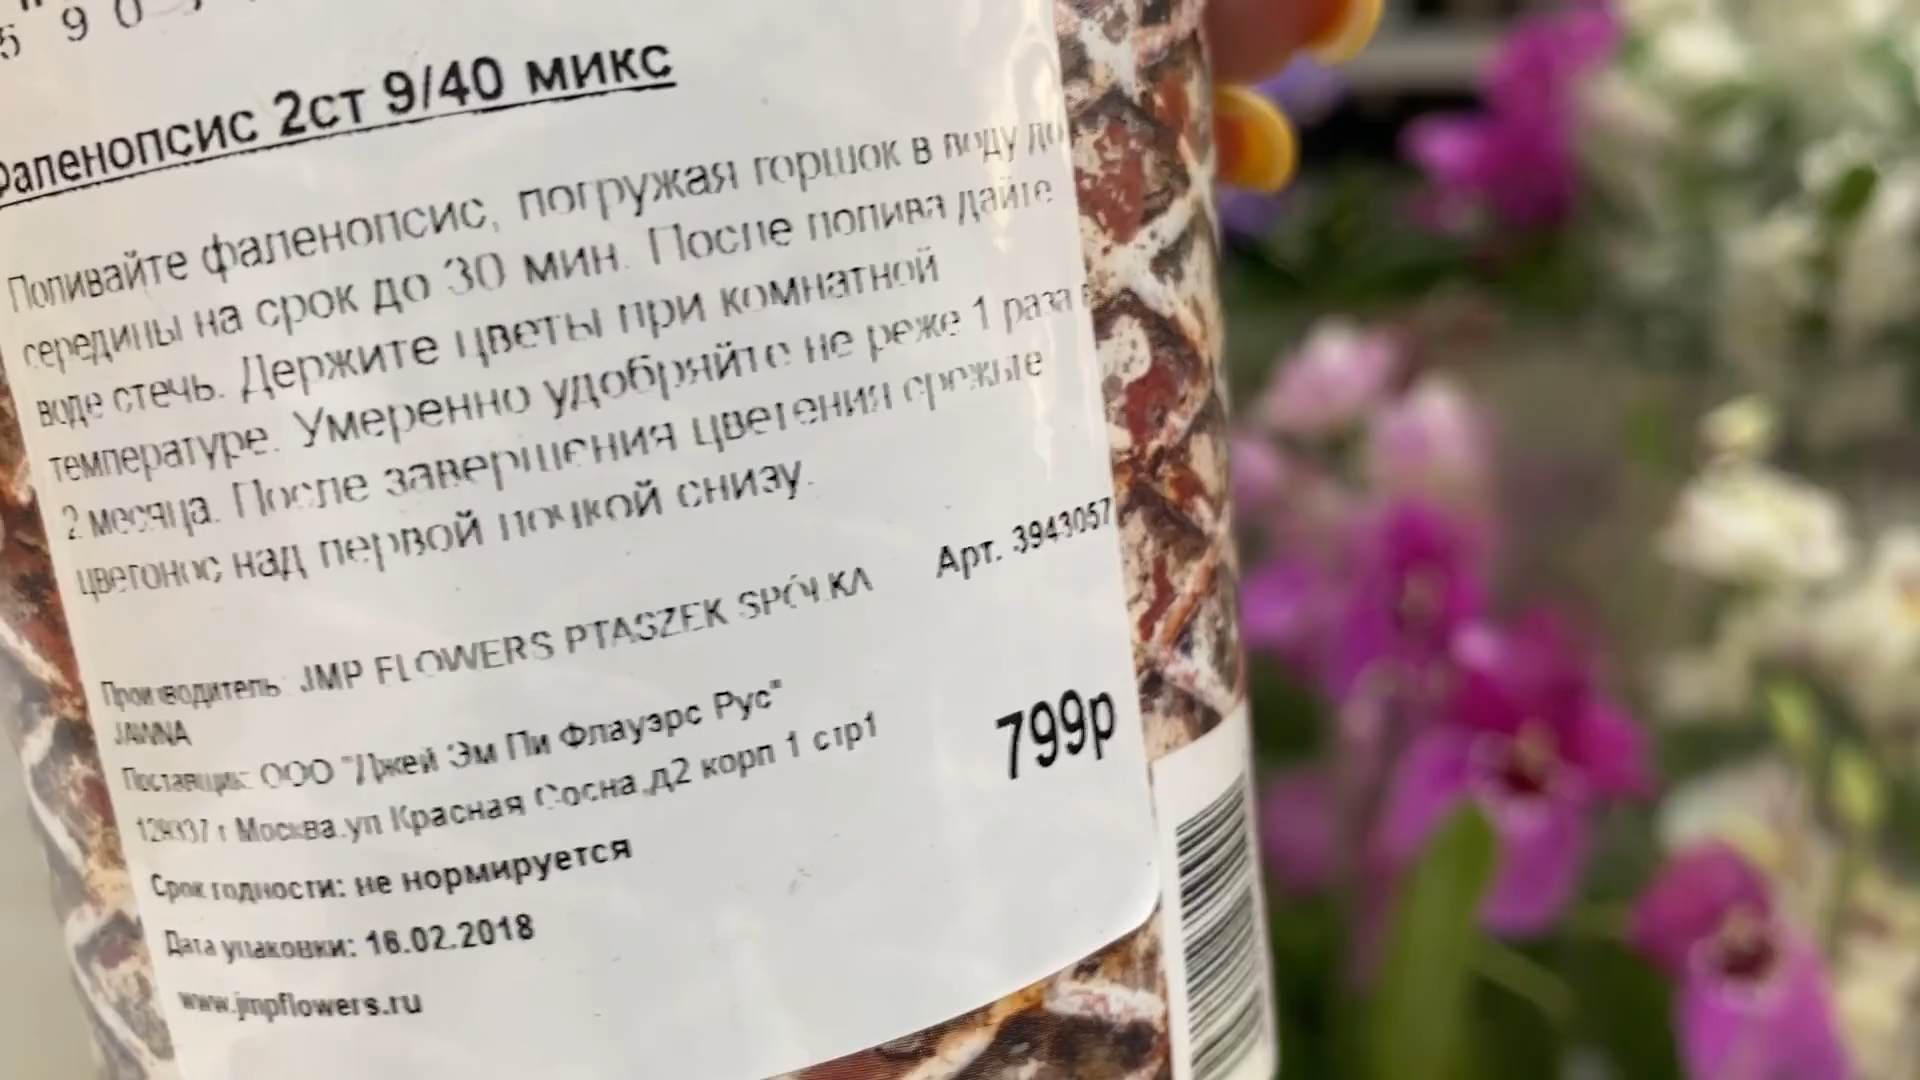 590
Фаленопсис 2ст 9/40 микс
Поливайте фаленопсис, погружая горшок в воду до
середины на срок до 30 мин. После полива дайте
воде стечь. Держите цветы при комнатной
температуре. Умеренно удобряйте не реже 1 раза в
2 месяца. После завершения цветения срежьте
цветонос над первой почкой снизу.
Арт. 3943057
Производитель: JMP FLOWERS PTASZEK SPÓŁKA
JAWNA
Поставщик: ООО "Джей Эм Пи Флауэрс Рус"
129337 г Москва.ул Красная Сосна,д2 корп 1 стр1
799р
Срок годности: не нормируется
Дата упаковки: 16.02.2018
www.jmpflowers.ru